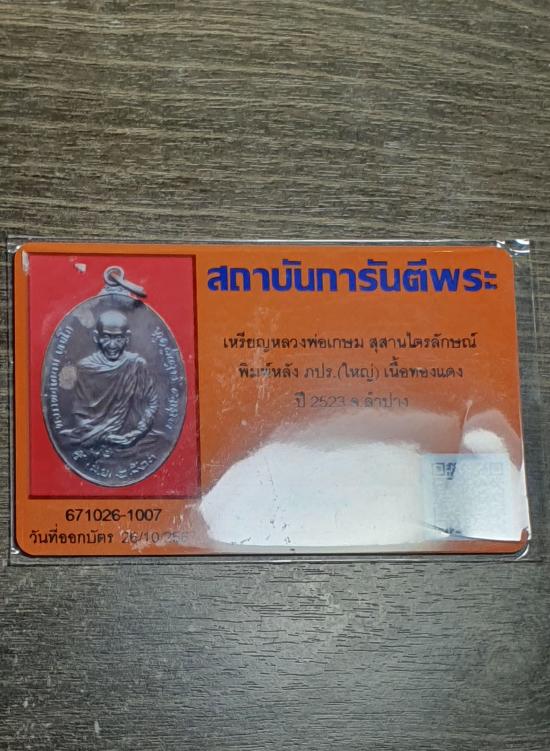 สถาบันการันตีพระ
เหรียญหลวงพ่อเกษม สุสานไตรลักษณ์
พิมพ์หลัง ภปร.(ใหญ่) เนื้อทองแดง
ปี 2523 จ.ลำปาง
671026-1007
วันที่ออกบัตร 26/10/256